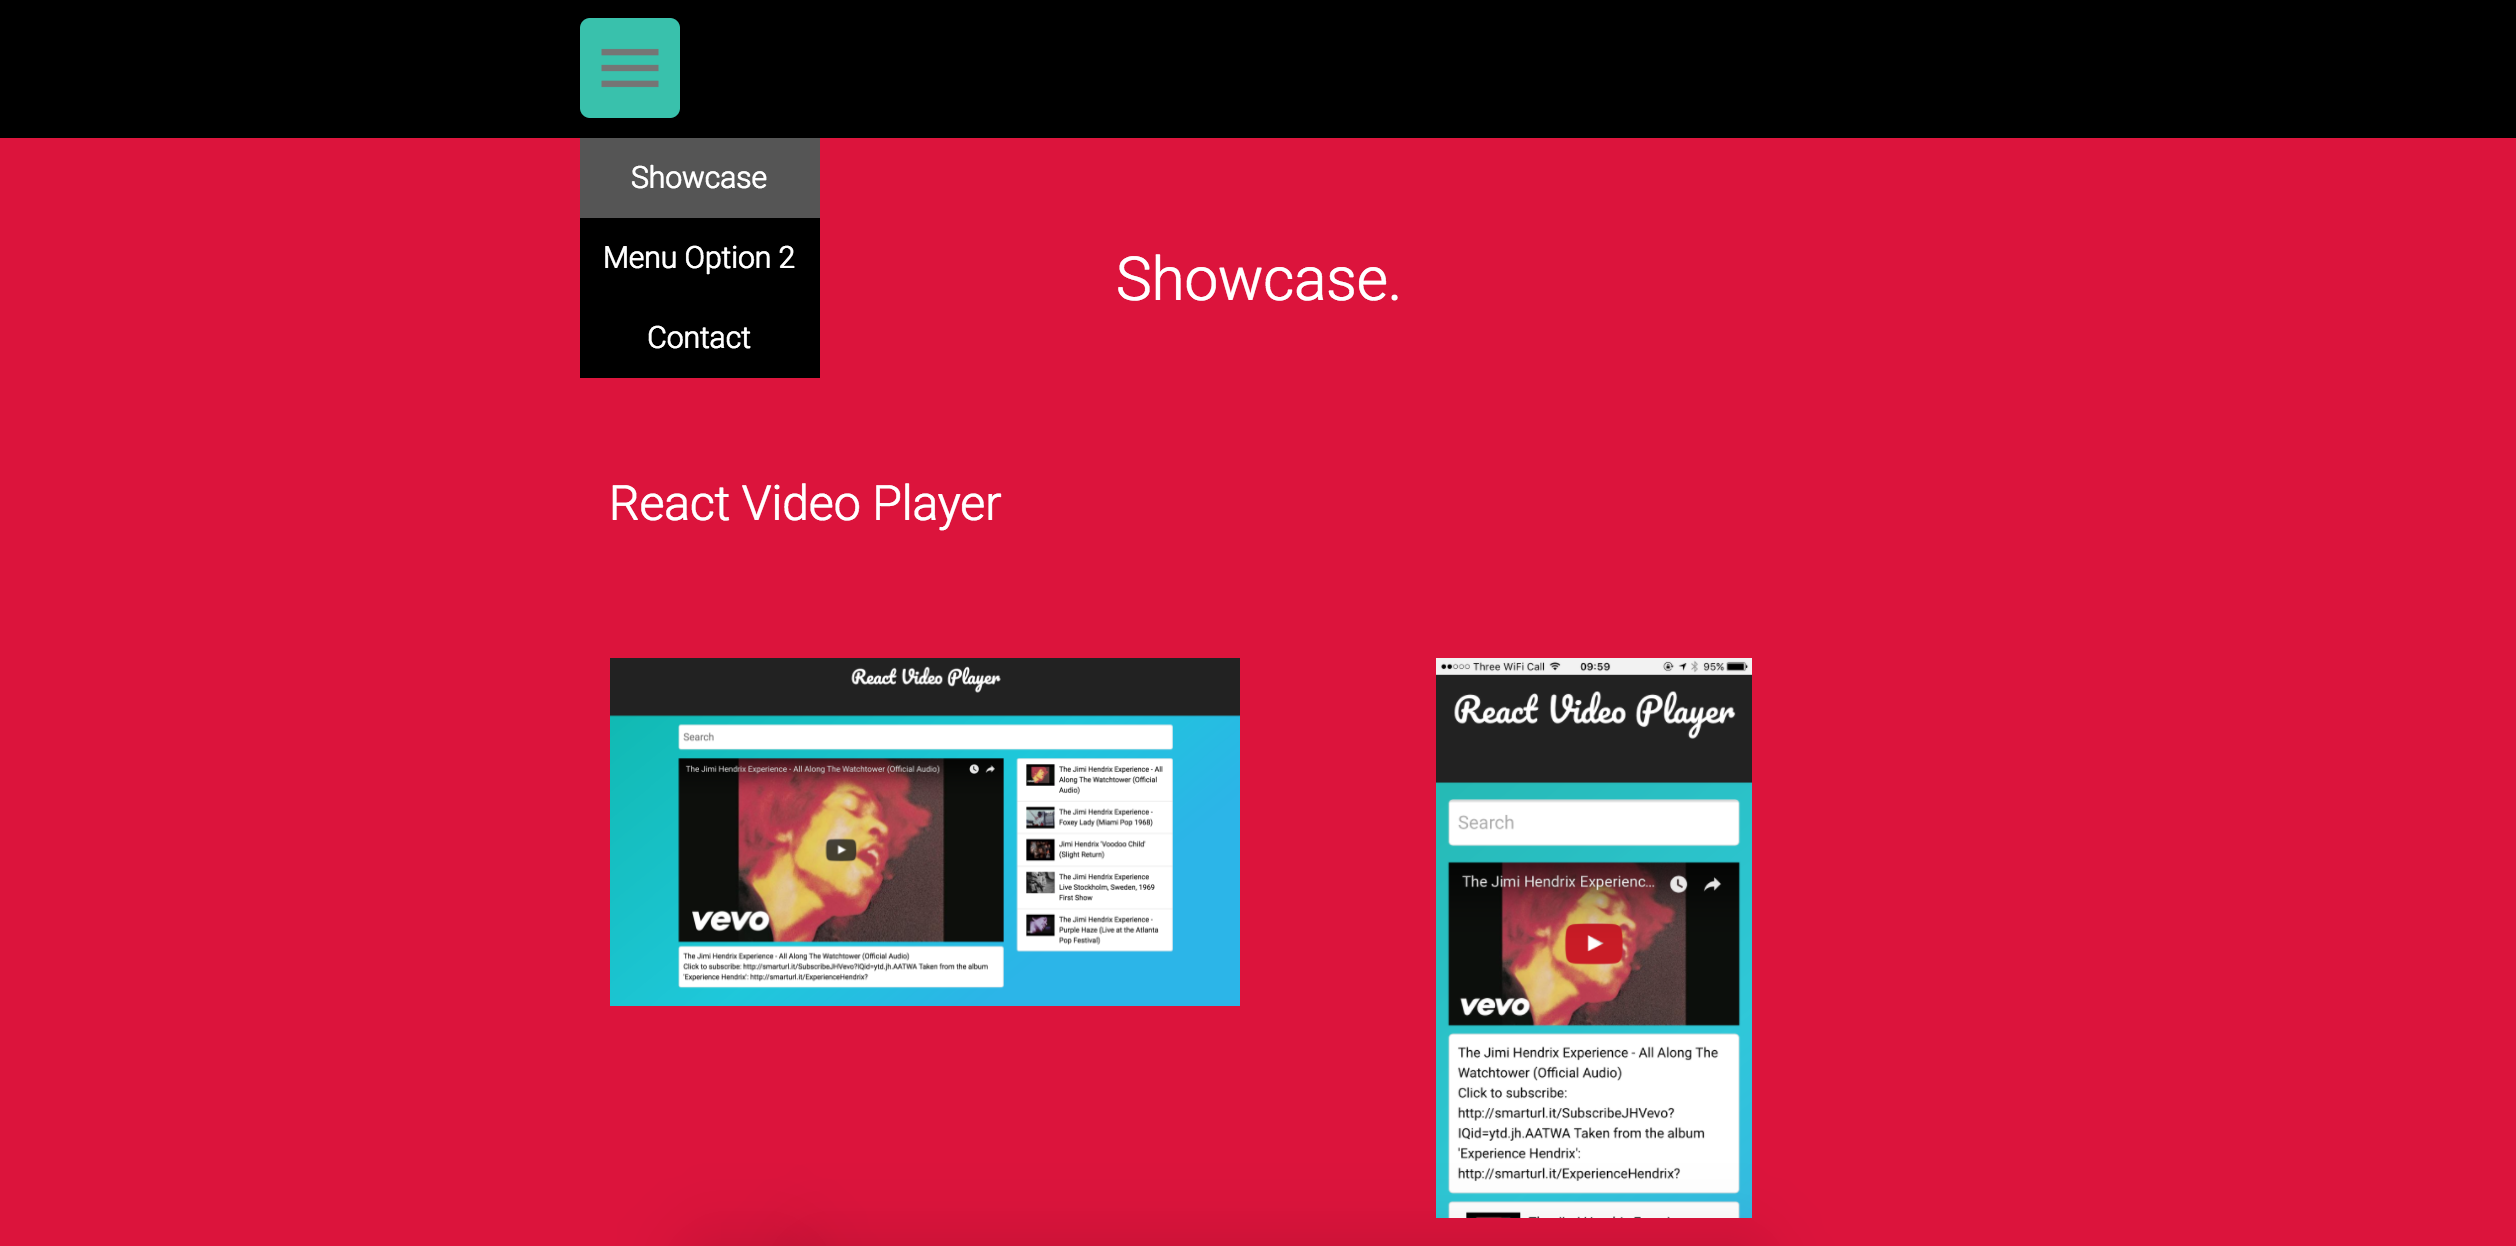 Showcase
Menu Option 2
Contact
Showcase.
React Video Player
React Video Player
Search
The Jimi Hendrix Experience - All Along The Watchtower (Official Audio)
vevo
The Jimi Hendrix Experience - All Along The Watchtower (Official Audio)
Click to subscribe: http://smarturl.it/SubscribeJHVevo?IQid=ytd.jh.AATWA Taken from the album
'Experience Hendrix': http://smarturl.it/ExperienceHendrix?
The Jimi Hendrix Experience - All
Along The Watchtower (Official
Audio)
The Jimi Hendrix Experience -
Foxey Lady (Miami Pop 1968)
Jimi Hendrix 'Voodoo Child'
(Slight Return)
The Jimi Hendrix Experience
Live Stockholm, Sweden, 1969
First Show
The Jimi Hendrix Experience -
Purple Haze (Live at the Atlanta
Pop Festival)
Three WiFi Call 09:59 95%
React Video Player
Search
The Jimi Hendrix Experienc...
vevo
The Jimi Hendrix Experience - All Along The
Watchtower (Official Audio)
Click to subscribe:
http://smarturl.it/SubscribeJHVevo?
IQid=ytd.jh.AATWA Taken from the album
'Experience Hendrix':
http://smarturl.it/ExperienceHendrix?